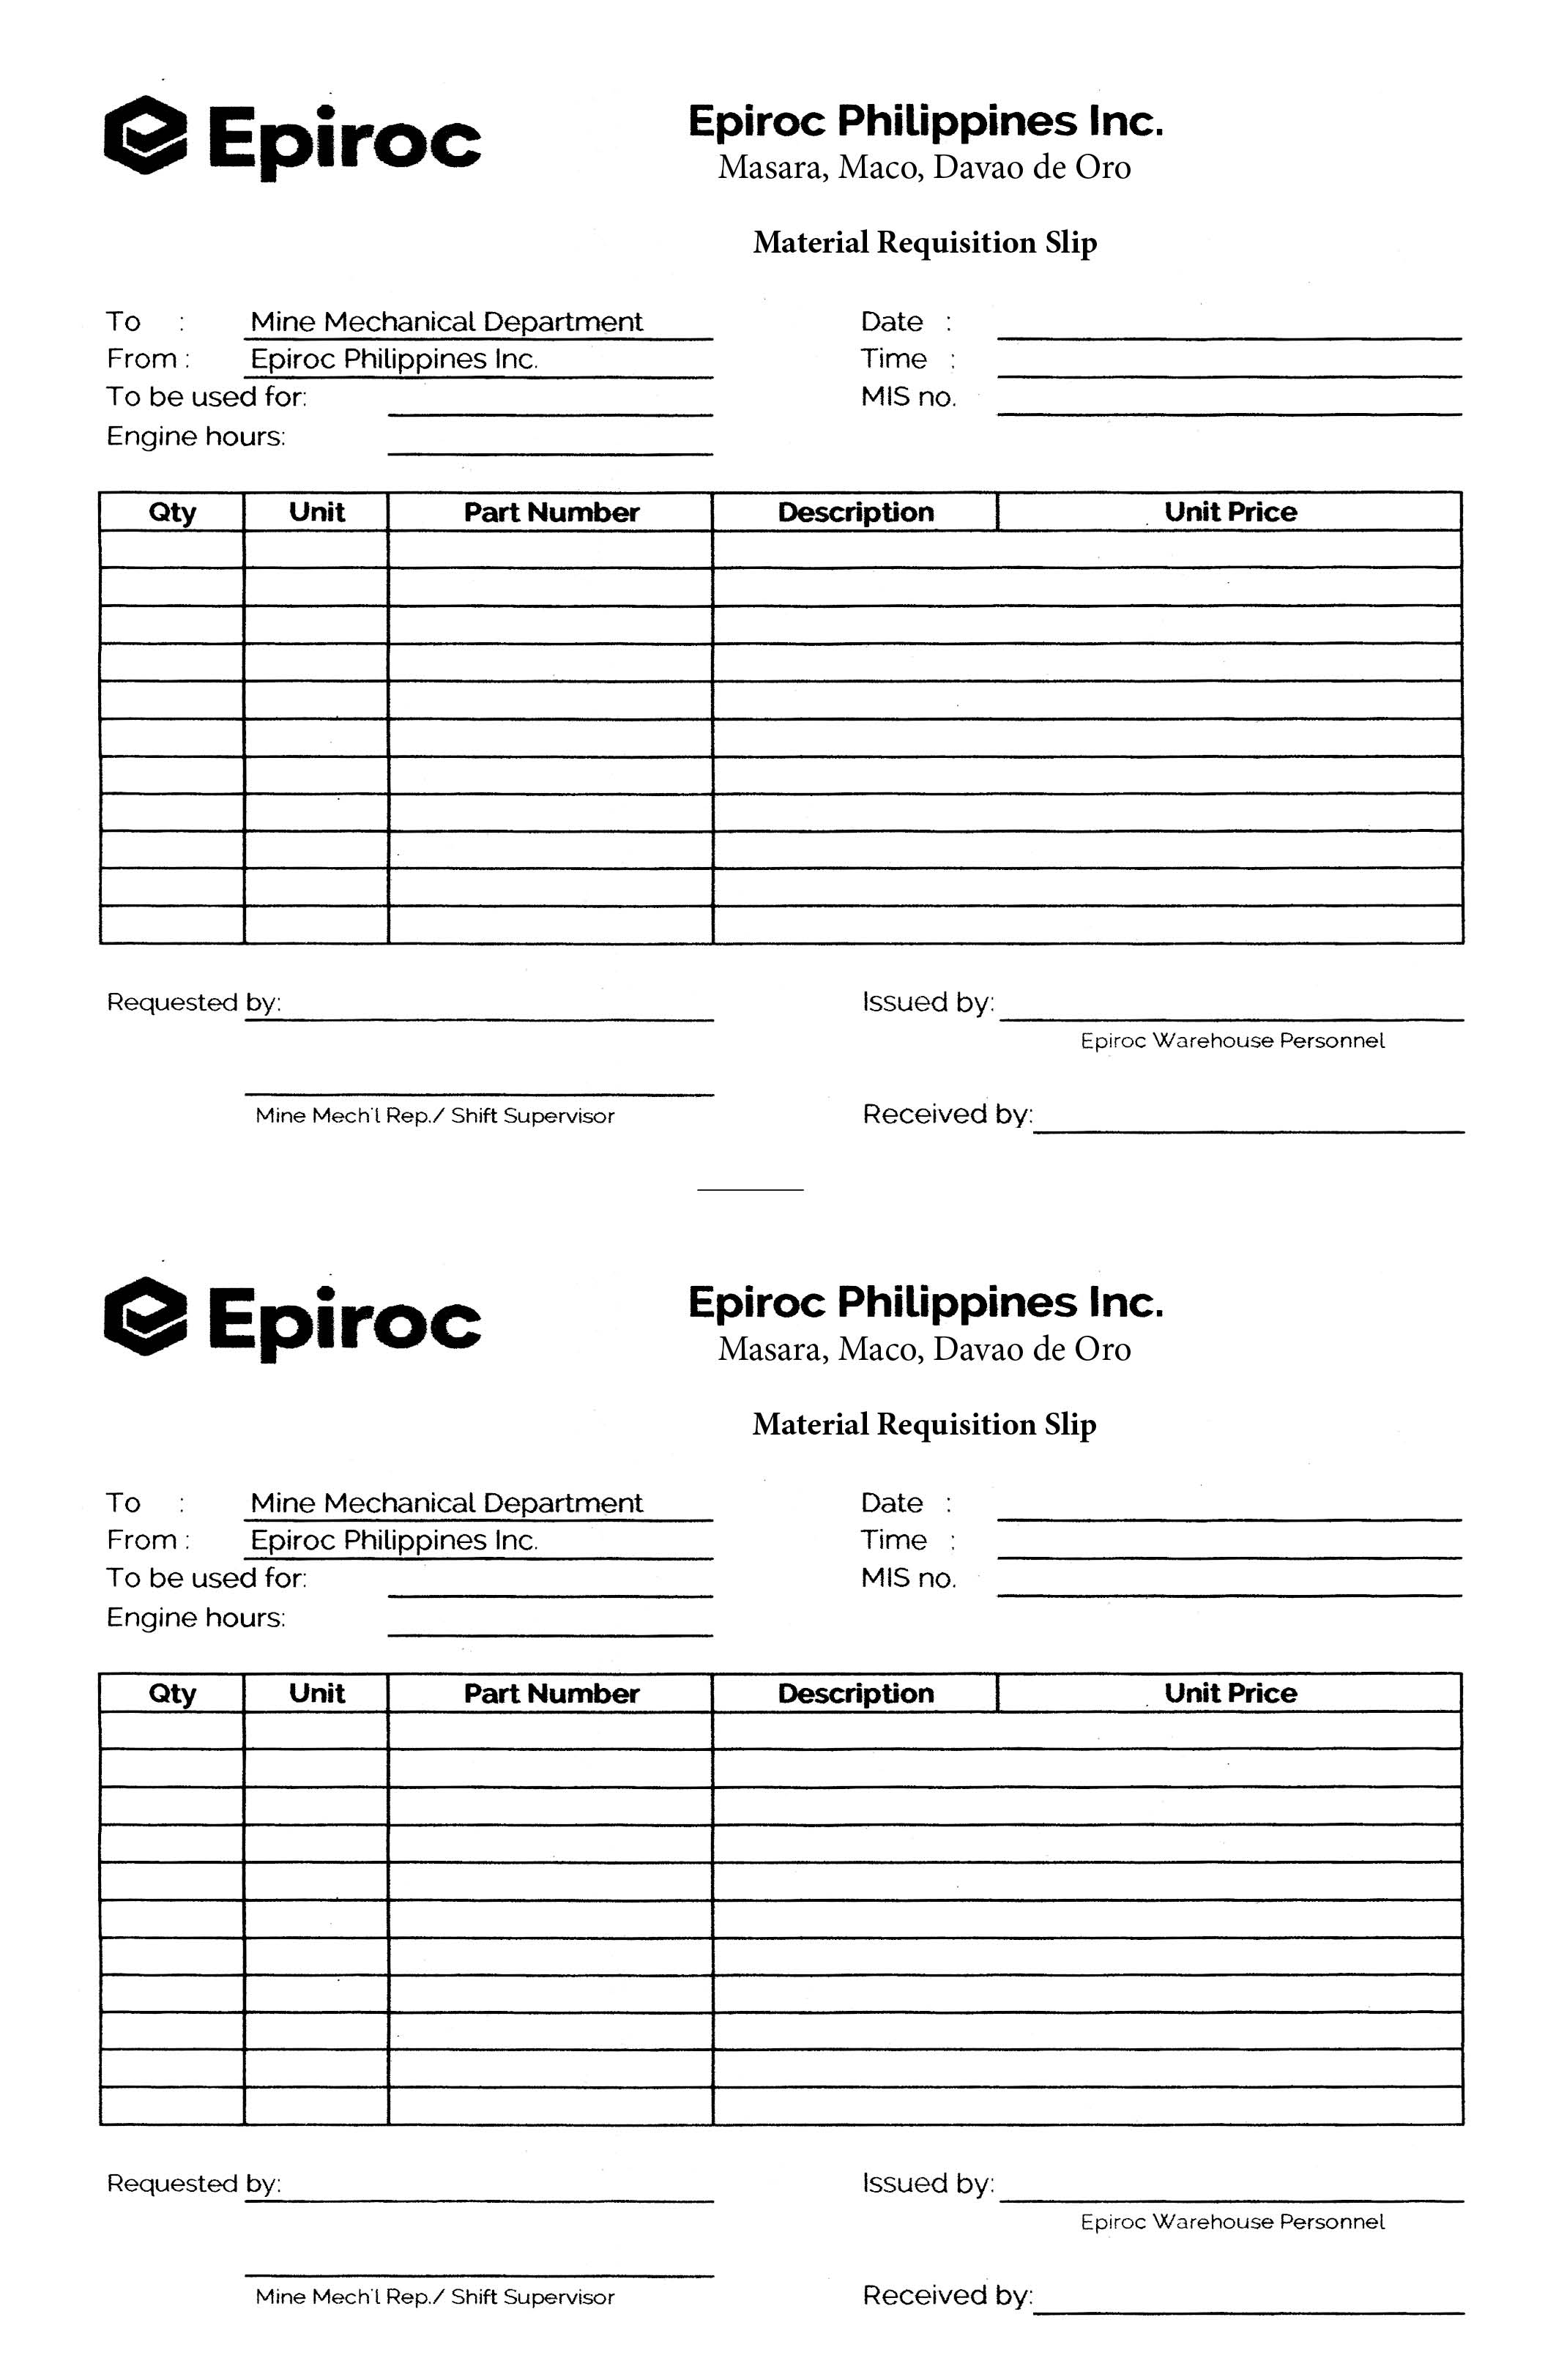 Epiroc
Epiroc Philippines Inc.
Masara, Maco, Davao de Oro
Material Requisition Slip
To : Mine Mechanical Department Date :
From : Epiroc Philippines Inc. Time :
To be used for: MIS no.
Engine hours:
Qty Unit Part Number Description Unit Price
Requested by: Issued by:
Epiroc Warehouse Personnel
Mine Mech'l Rep./ Shift Supervisor Received by:
Epiroc
Epiroc Philippines Inc.
Masara, Maco, Davao de Oro
Material Requisition Slip
To : Mine Mechanical Department Date :
From : Epiroc Philippines Inc. Time :
To be used for: MIS no.
Engine hours:
Qty Unit Part Number Description Unit Price
Requested by: Issued by:
Epiroc Warehouse Personnel
Mine Mech'l Rep./ Shift Supervisor Received by: